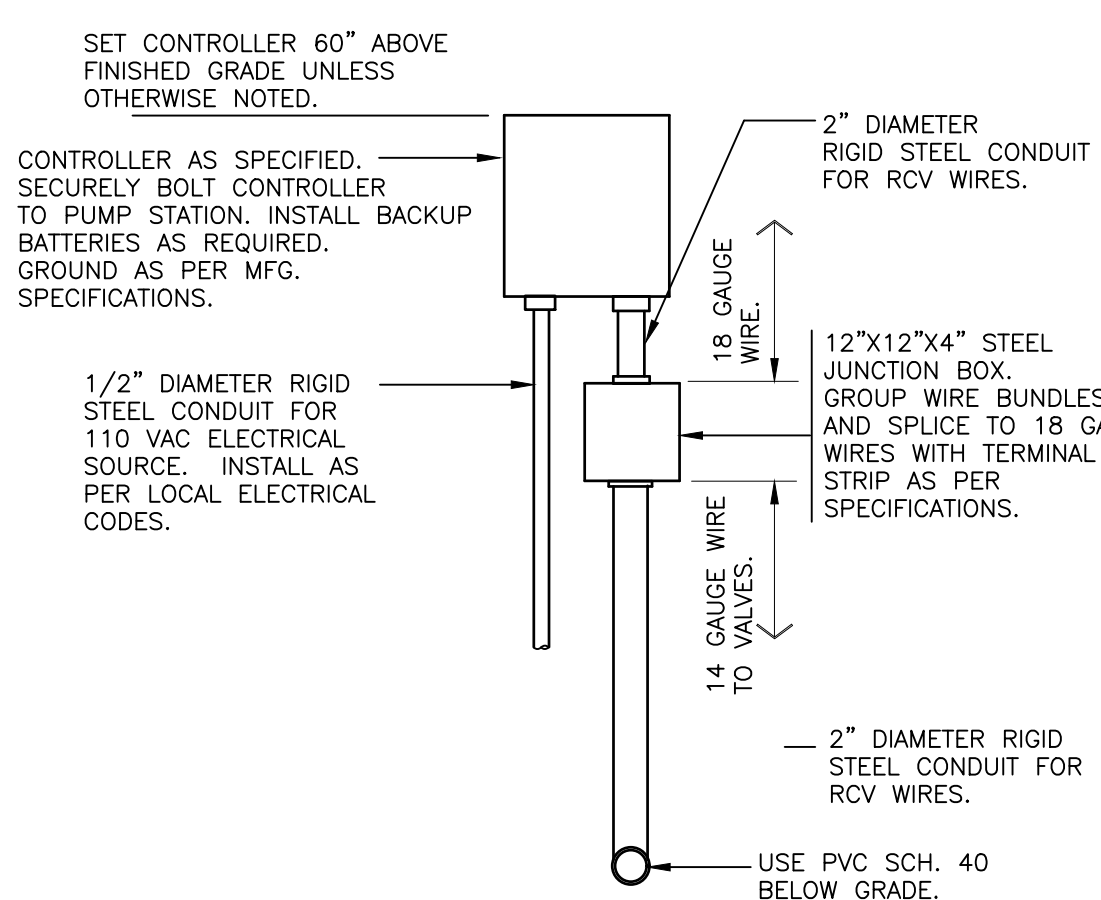 SET CONTROLLER 60" ABOVE
FINISHED GRADE UNLESS
OTHERWISE NOTED.
CONTROLLER AS SPECIFIED.
SECURELY BOLT CONTROLLER
TO PUMP STATION. INSTALL BACKUP
BATTERIES AS REQUIRED.
GROUND AS PER MFG.
SPECIFICATIONS.
1/2" DIAMETER RIGID
STEEL CONDUIT FOR
110 VAC ELECTRICAL
SOURCE. INSTALL AS
PER LOCAL ELECTRICAL
CODES.
2" DIAMETER
RIGID STEEL CONDUIT
FOR RCV WIRES.
18 GAUGE
WIRE.
12"X12"X4" STEEL
JUNCTION BOX.
GROUP WIRE BUNDLES
AND SPLICE TO 18 GA
WIRES WITH TERMINAL
STRIP AS PER
SPECIFICATIONS.
14 GAUGE WIRE
TO VALVES.
2" DIAMETER RIGID
STEEL CONDUIT FOR
RCV WIRES.
USE PVC SCH. 40
BELOW GRADE.